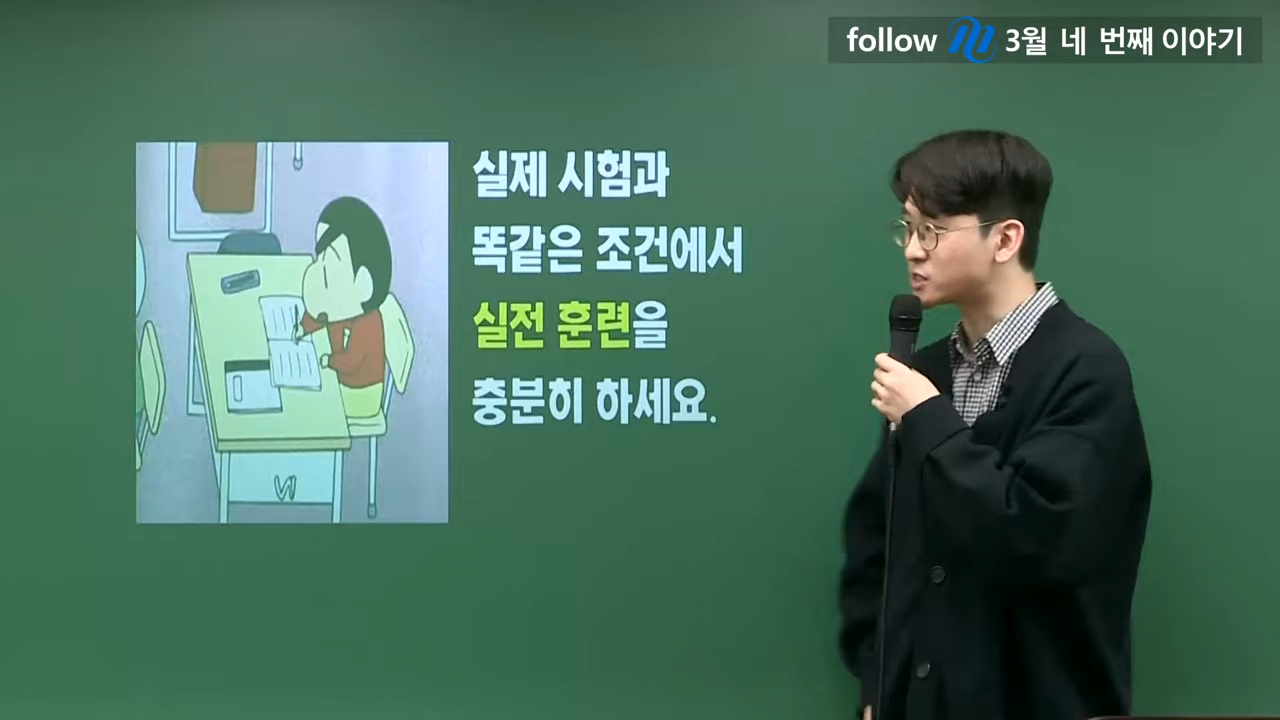 follow 3월 네 번째 이야기
실제 시험과
똑같은 조건에서
실전 훈련을
충분히 하세요.